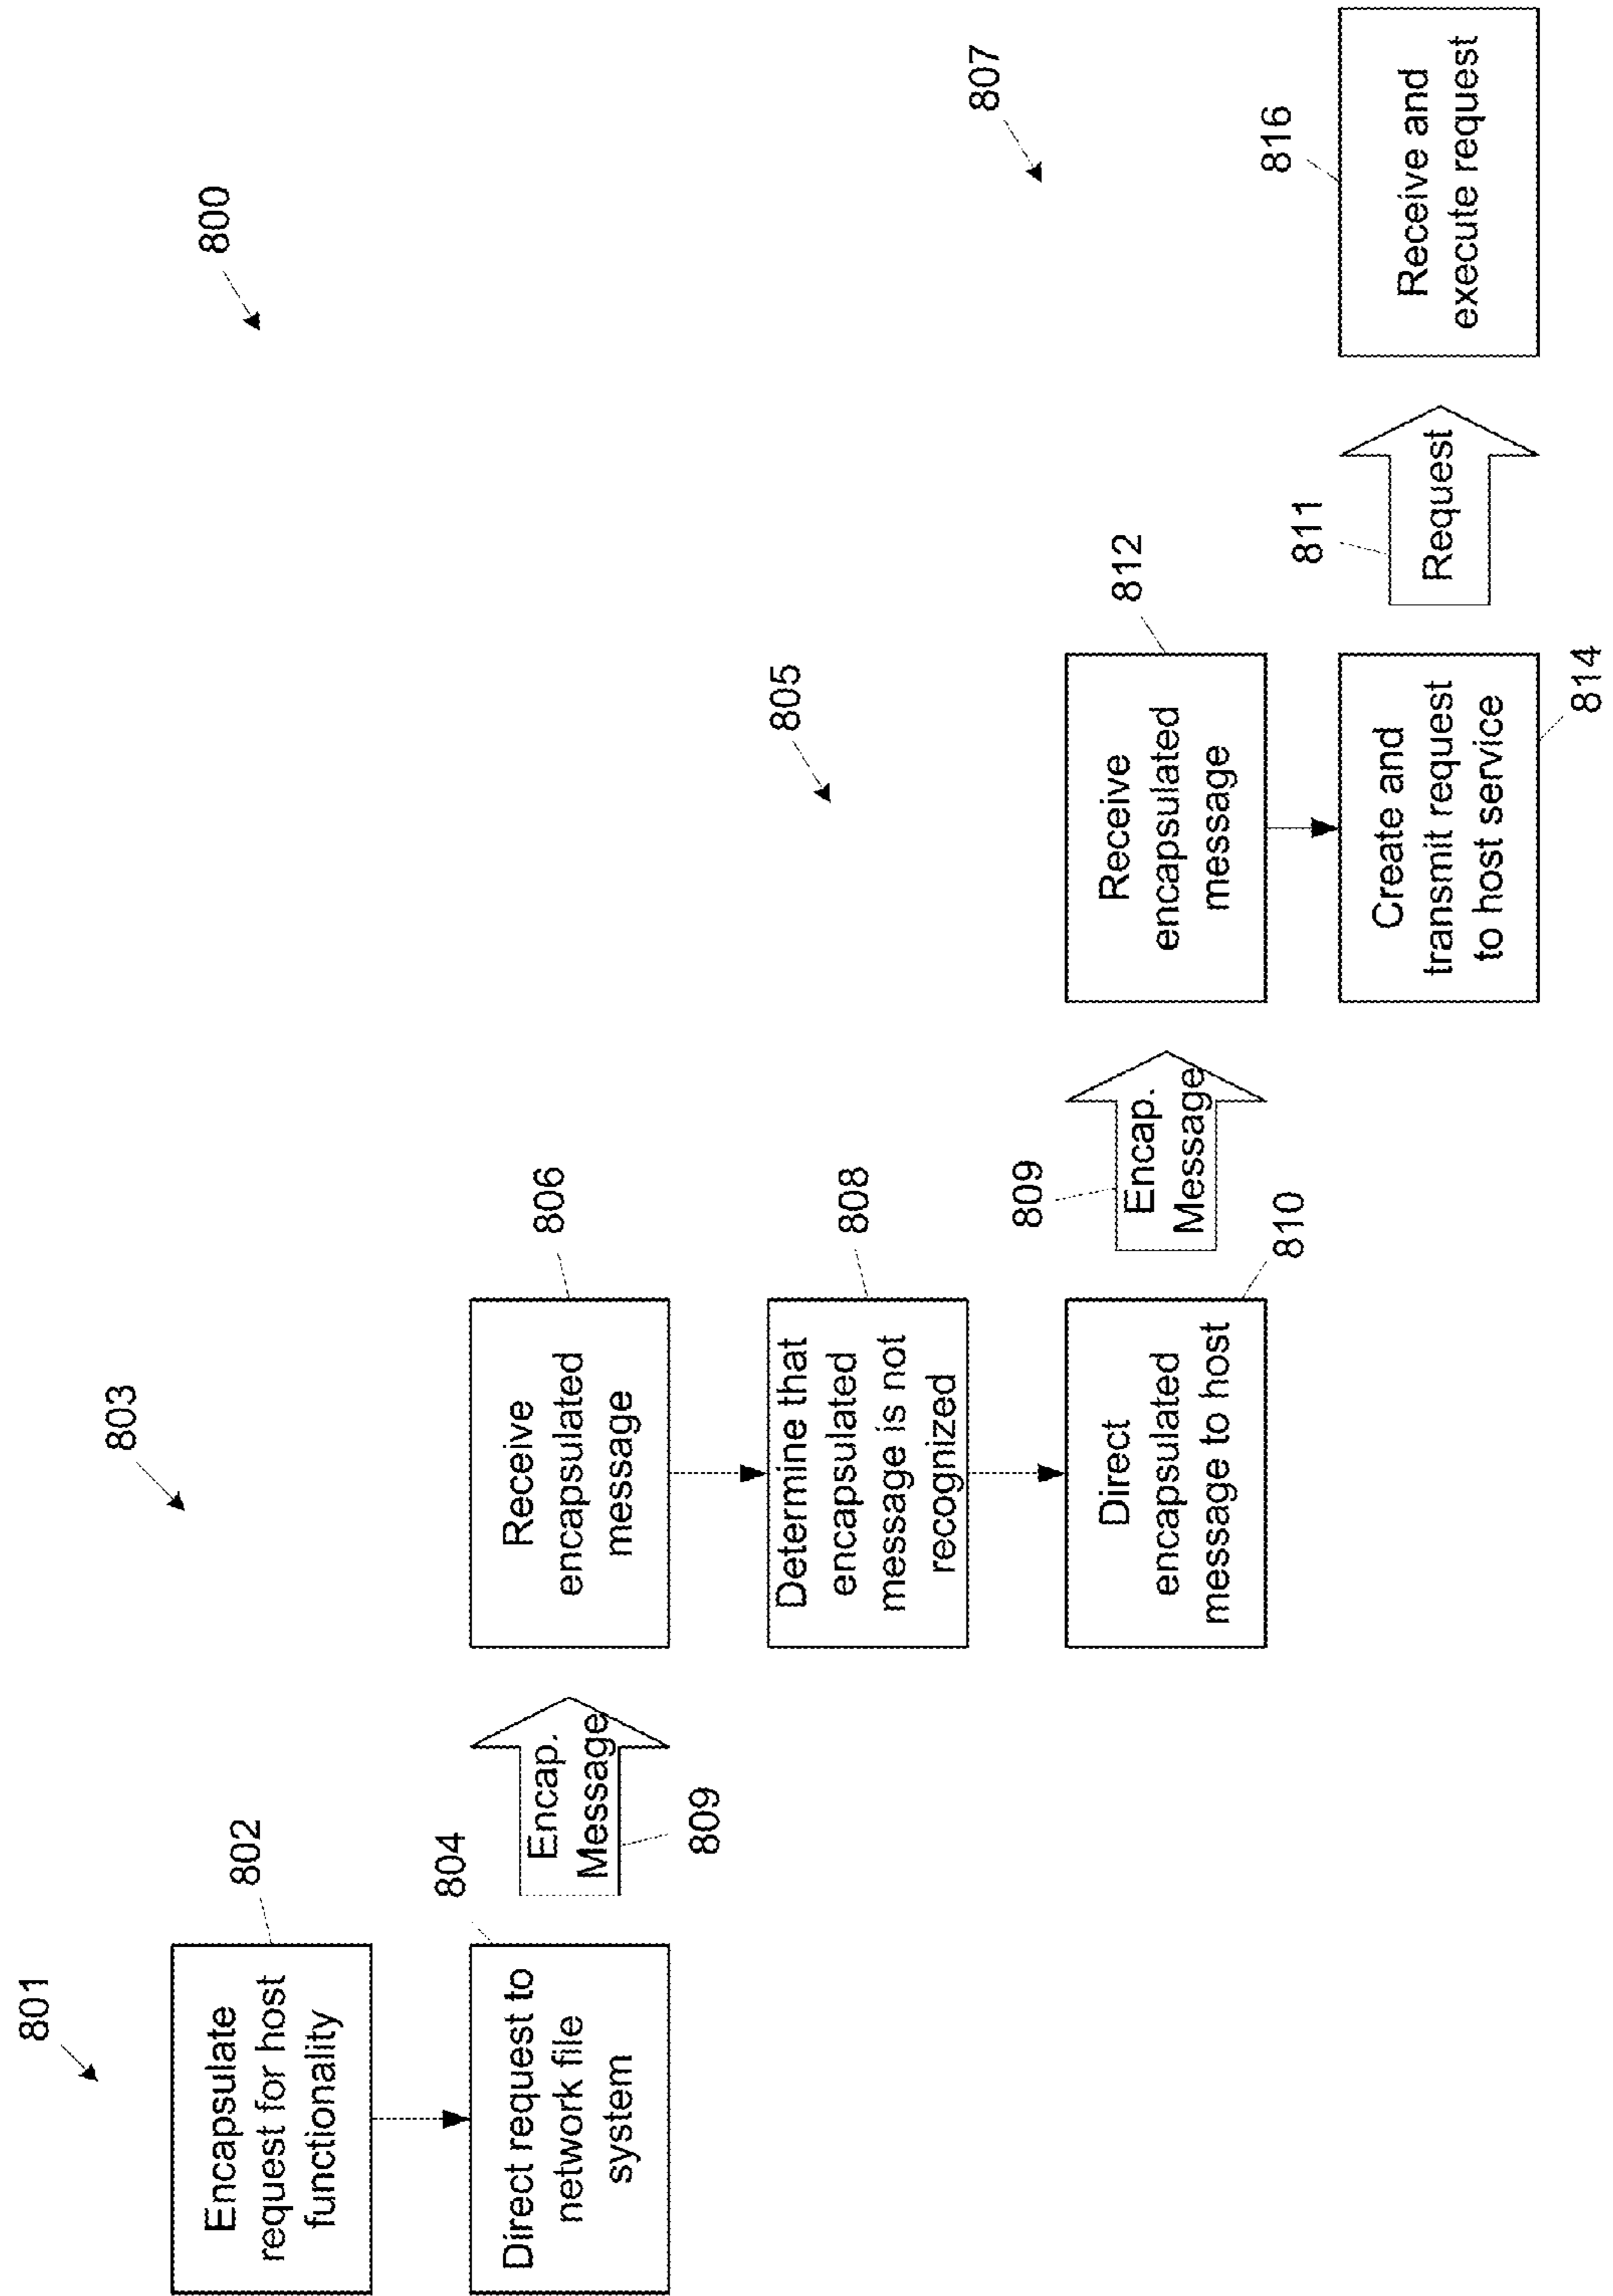 800
801
803
805
807
802
Encapsulate
request for host
functionality
804
Direct request to
network file
system
Encap.
Message
809
806
Receive
encapsulated
message
808
Determine that
encapsulated
message is not
recognized
810
Direct
encapsulated
message to host
809
Encap.
Message
812
Receive
encapsulated
message
814
Create and
transmit request
to host service
811
Request
816
Receive and
execute request